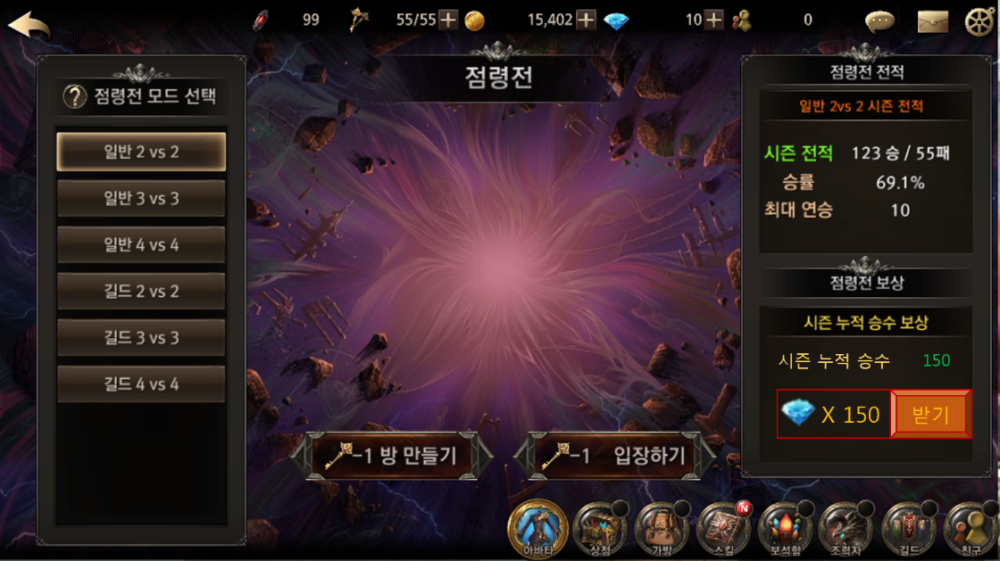 99 55/55 + 15,402 + 10 + 0
점령전 모드 선택
일반 2 vs 2
일반 3 vs 3
일반 4 vs 4
길드 2 vs 2
길드 3 vs 3
길드 4 vs 4
점령전
-1 방 만들기
-1 입장하기
점령전 전적
일반 2vs 2 시즌 전적
시즌 전적 123 승 / 55패
승률 69.1%
최대 연승 10
점령전 보상
시즌 누적 승수 보상
시즌 누적 승수 150
X 150 받기
N
아바타 상점 가방 스킬 보석함 조력자 길드 친구